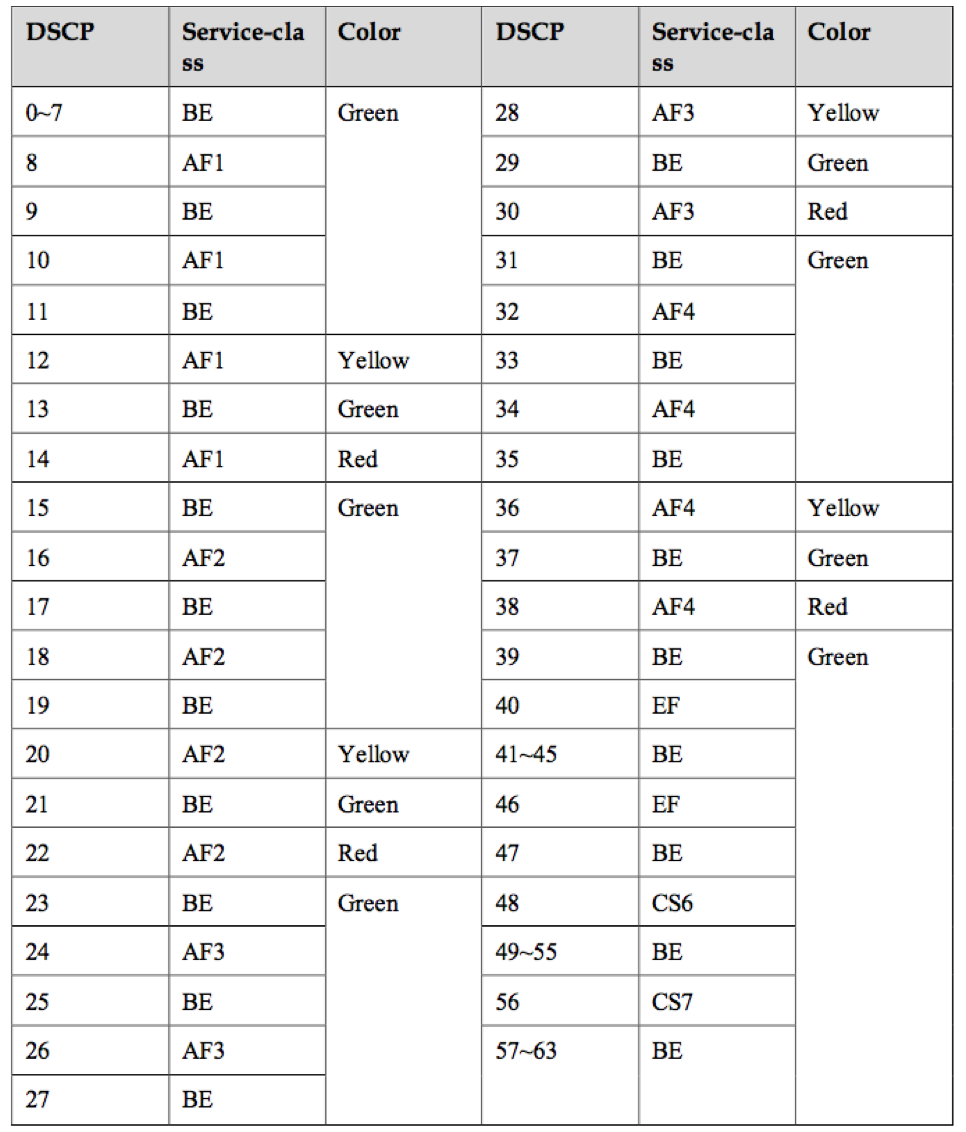 DSCP Service-cla Color DSCP Service-cla Color
ss ss
0~7 BE Green 28 AF3 Yellow
8 AF1 29 BE Green
9 BE 30 AF3 Red
10 AF1 31 BE Green
11 BE 32 AF4
12 AF1 Yellow 33 BE
13 BE Green 34 AF4
14 AF1 Red 35 BE
15 BE Green 36 AF4 Yellow
16 AF2 37 BE Green
17 BE 38 AF4 Red
18 AF2 39 BE Green
19 BE 40 EF
20 AF2 Yellow 41~45 BE
21 BE Green 46 EF
22 AF2 Red 47 BE
23 BE Green 48 CS6
24 AF3 49~55 BE
25 BE 56 CS7
26 AF3 57~63 BE
27 BE